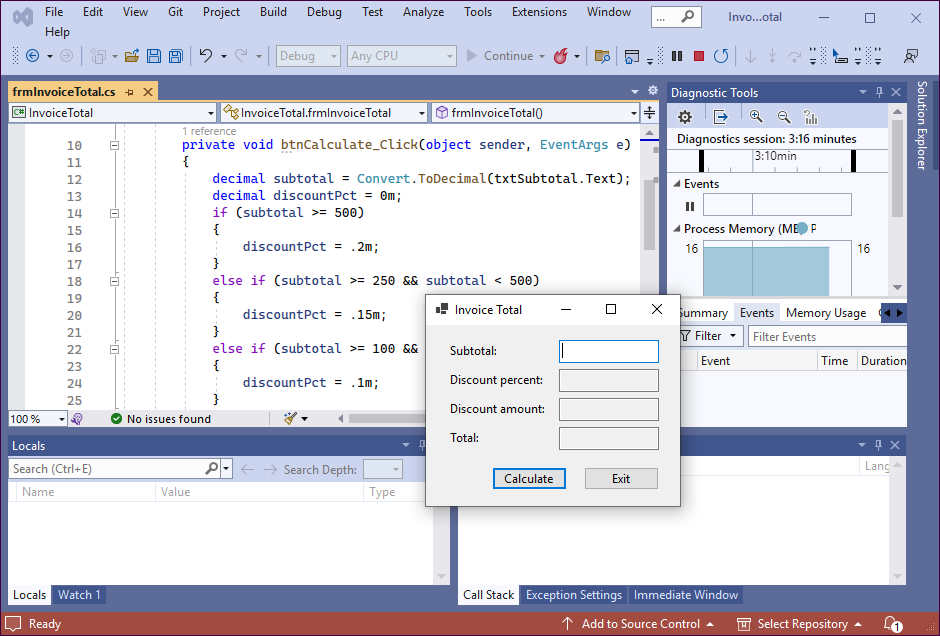 File Edit View Git Project Build Debug Test Analyze Tools Extensions Window ... Invo...otal
Help
Debug Any CPU Continue
frmInvoiceTotal.cs
Diagnostic Tools
Solution Explorer
C# InvoiceTotal InvoiceTotal.frmInvoiceTotal frmInvoiceTotal()
Diagnostics session: 3:16 minutes
3:10min
Events
Process Memory (MB) P
16 16
Summary Events Memory Usage
Filter Filter Events
Event Time Duration
1 reference
10 private void btnCalculate_Click(object sender, EventArgs e)
11 {
12 decimal subtotal = Convert.ToDecimal(txtSubtotal.Text);
13 decimal discountPct = 0m;
14 if (subtotal >= 500)
15 {
16 discountPct = .2m;
17 }
18 else if (subtotal >= 250 && subtotal < 500)
19 {
20 discountPct = .15m;
21 }
22 else if (subtotal >= 100 &&
23 {
24 discountPct = .1m;
25 }
100 % No issues found
Invoice Total
Subtotal:
Discount percent:
Discount amount:
Total:
Calculate Exit
Locals
Search (Ctrl+E) Search Depth:
Name Value Type
Lang
Locals Watch 1
Call Stack Exception Settings Immediate Window
Ready Add to Source Control Select Repository 1